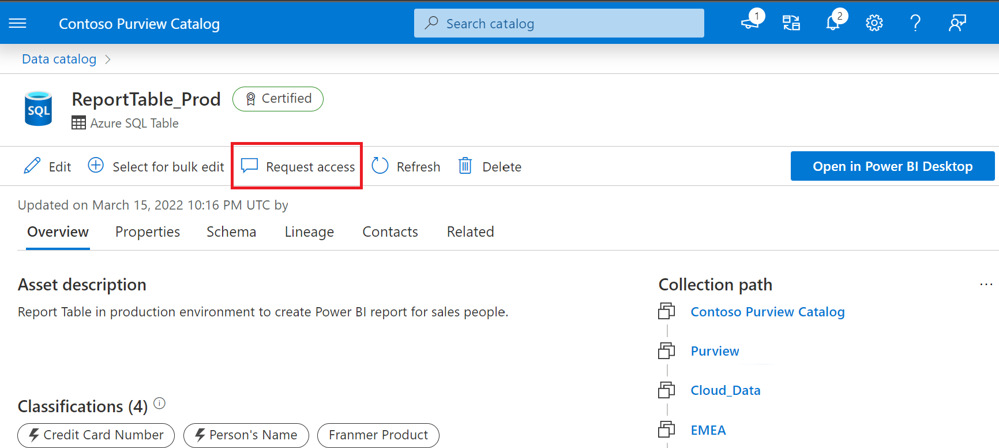 Contoso Purview Catalog
Search catalog
1
2
Data catalog
SQL
ReportTable_Prod
Certified
Azure SQL Table
Edit
Select for bulk edit
Request access
Refresh
Delete
Open in Power BI Desktop
Updated on March 15, 2022 10:16 PM UTC by
Overview
Properties
Schema
Lineage
Contacts
Related
Asset description
Report Table in production environment to create Power BI report for sales people.
Classifications (4)
Credit Card Number
Person's Name
Franmer Product
Collection path
Contoso Purview Catalog
Purview
Cloud_Data
EMEA